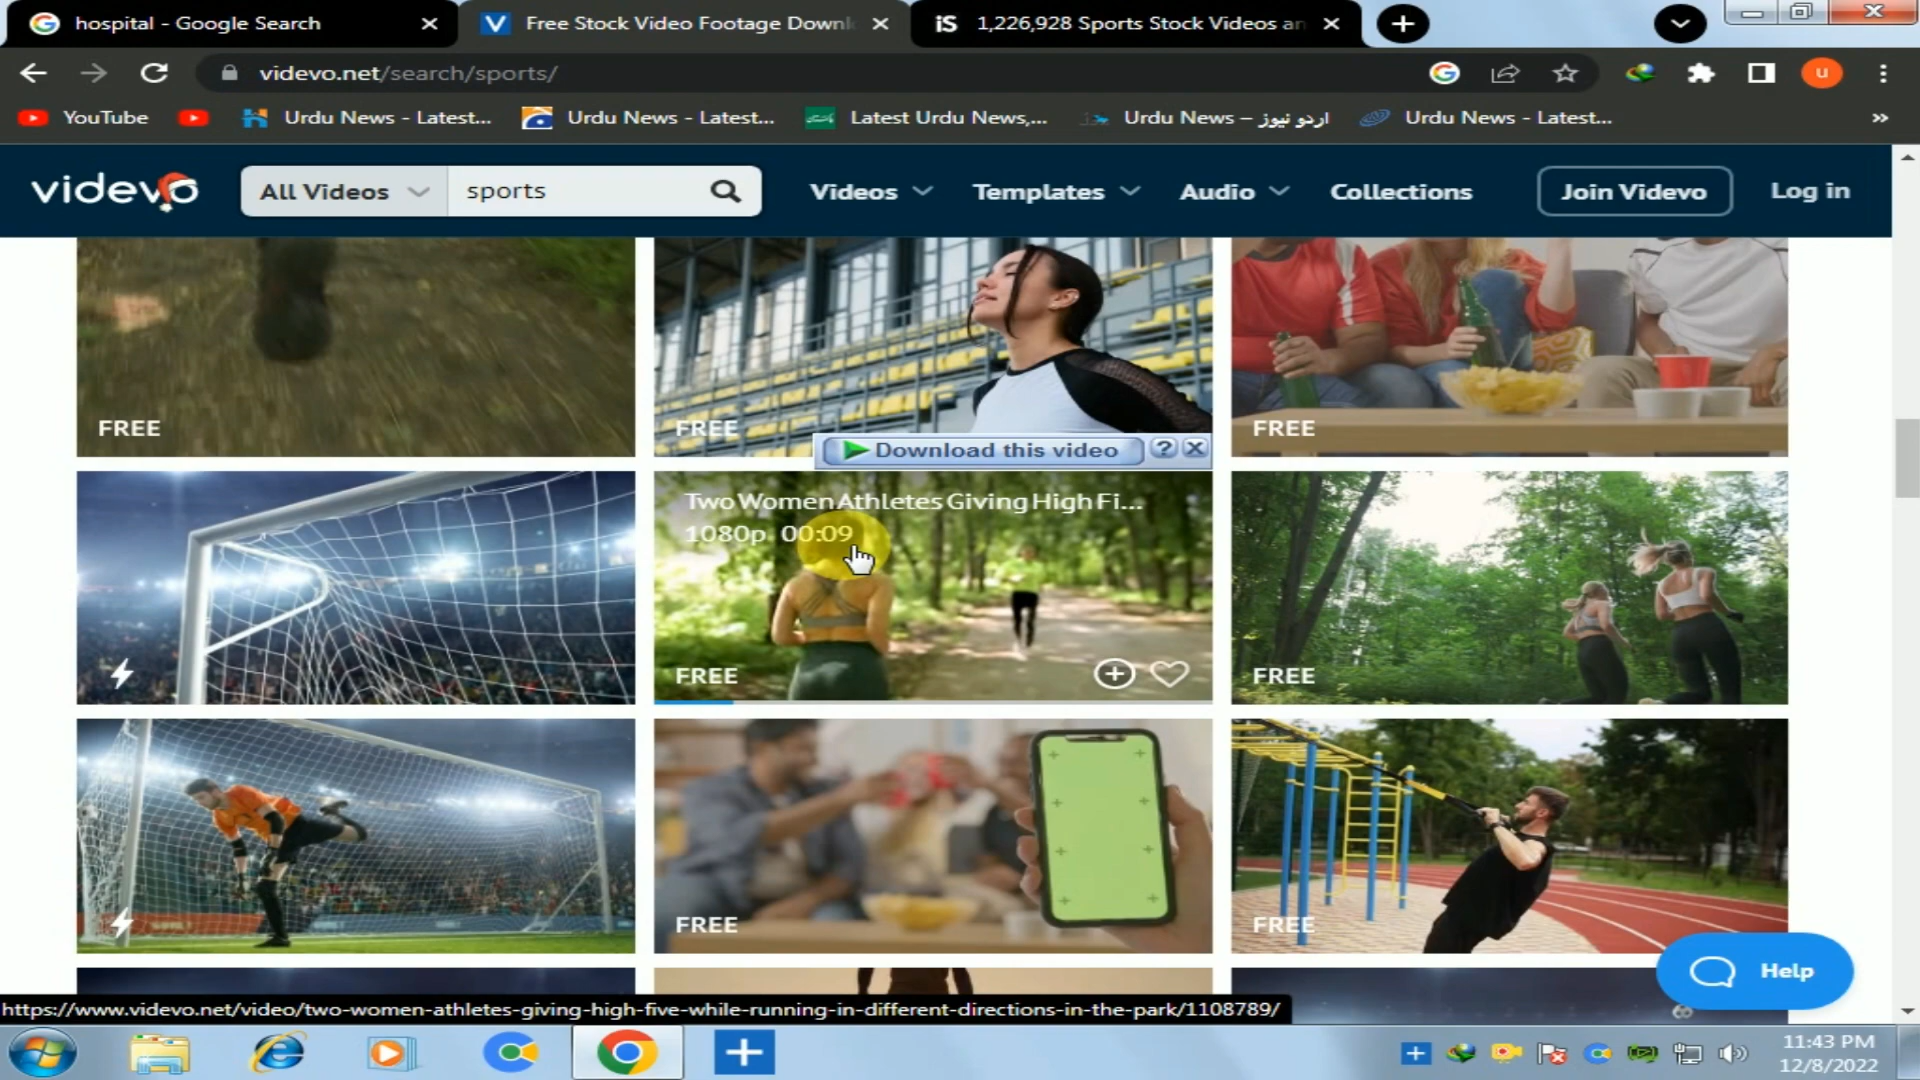 hospital - Google Search
Free Stock Video Footage Downl
iS 1,226,928 Sports Stock Videos an
videvo.net/search/sports/
u
YouTube
Urdu News - Latest...
Urdu News - Latest...
Latest Urdu News,...
Urdu News – اردو نیوز
Urdu News - Latest...
videvo
All Videos
sports
Videos
Templates
Audio
Collections
Join Videvo
Log in
FREE
FREE
FREE
Download this video ?
Two Women Athletes Giving High Fi...
1080p 00:09
FREE
FREE
FREE
FREE
Help
https://www.videvo.net/video/two-women-athletes-giving-high-five-while-running-in-different-directions-in-the-park/1108789/
11:43 PM
12/8/2022